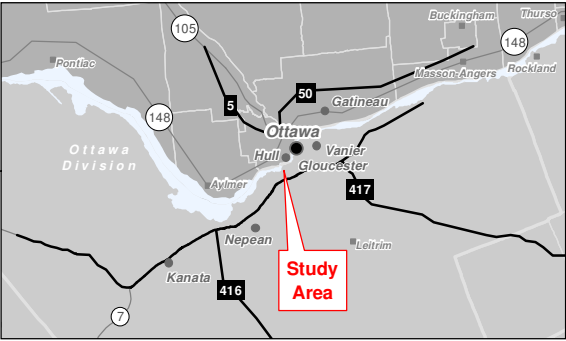 Buckingham
Thurso
105
148
Pontiac
Masson-Angers
Rockland
5
50
Gatineau
148
Ottawa
Ottawa
Division
Hull
Vanier
Gloucester
Aylmer
417
Nepean
Leitrim
Kanata
Study
Area
416
7